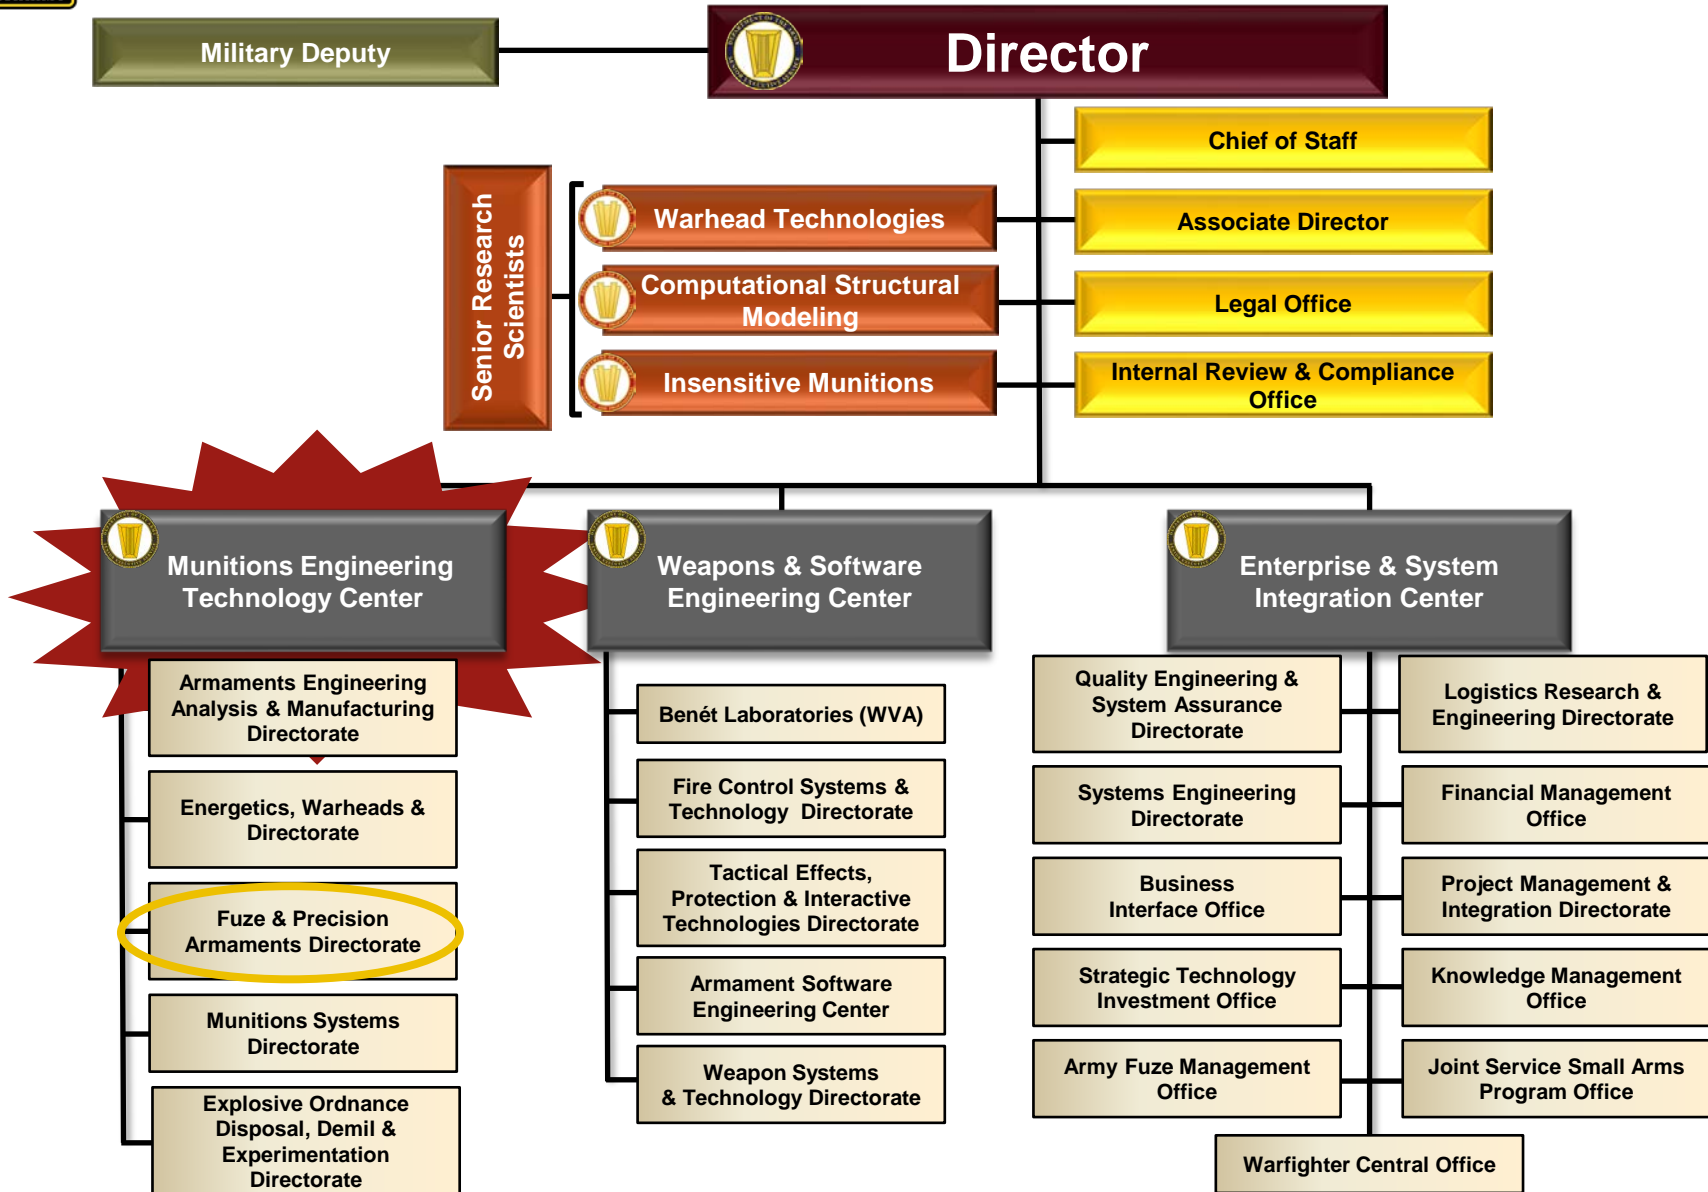 Military Deputy
Director
Chief of Staff
Associate Director
Legal Office
Internal Review & Compliance
Office
Senior Research
Scientists
Warhead Technologies
Computational Structural
Modeling
Insensitive Munitions
Munitions Engineering
Technology Center
Armaments Engineering
Analysis & Manufacturing
Directorate
Energetics, Warheads &
Directorate
Fuze & Precision
Armaments Directorate
Munitions Systems
Directorate
Explosive Ordnance
Disposal, Demil &
Experimentation
Directorate
Weapons & Software
Engineering Center
Benét Laboratories (WVA)
Fire Control Systems &
Technology Directorate
Tactical Effects,
Protection & Interactive
Technologies Directorate
Armament Software
Engineering Center
Weapon Systems
& Technology Directorate
Enterprise & System
Integration Center
Quality Engineering &
System Assurance
Directorate
Systems Engineering
Directorate
Business
Interface Office
Strategic Technology
Investment Office
Army Fuze Management
Office
Logistics Research &
Engineering Directorate
Financial Management
Office
Project Management &
Integration Directorate
Knowledge Management
Office
Joint Service Small Arms
Program Office
Warfighter Central Office